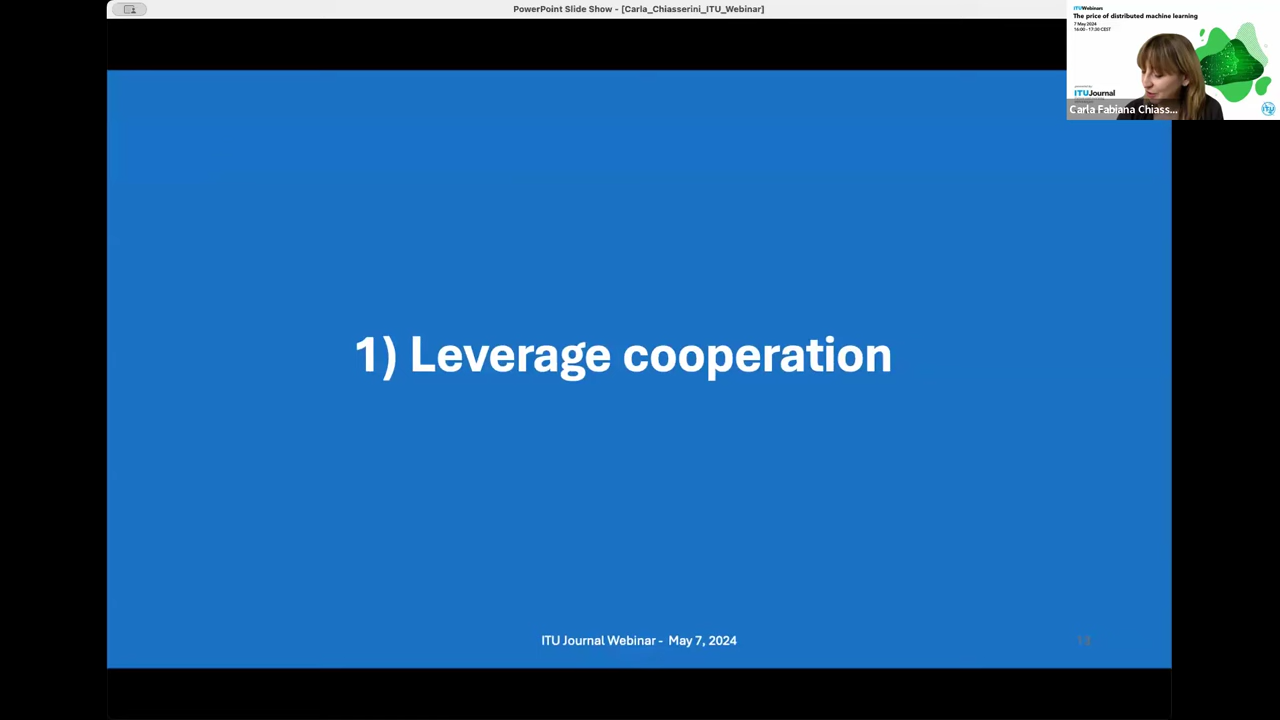 PowerPoint Slide Show - [Carla_Chiasserini_ITU_Webinar]
ITUWebinars
The price of distributed machine learning
7 May 2024
16:00 - 17:30 CEST
ITUJournal
Carla Fabiana Chiass...
1) Leverage cooperation
ITU Journal Webinar - May 7, 2024